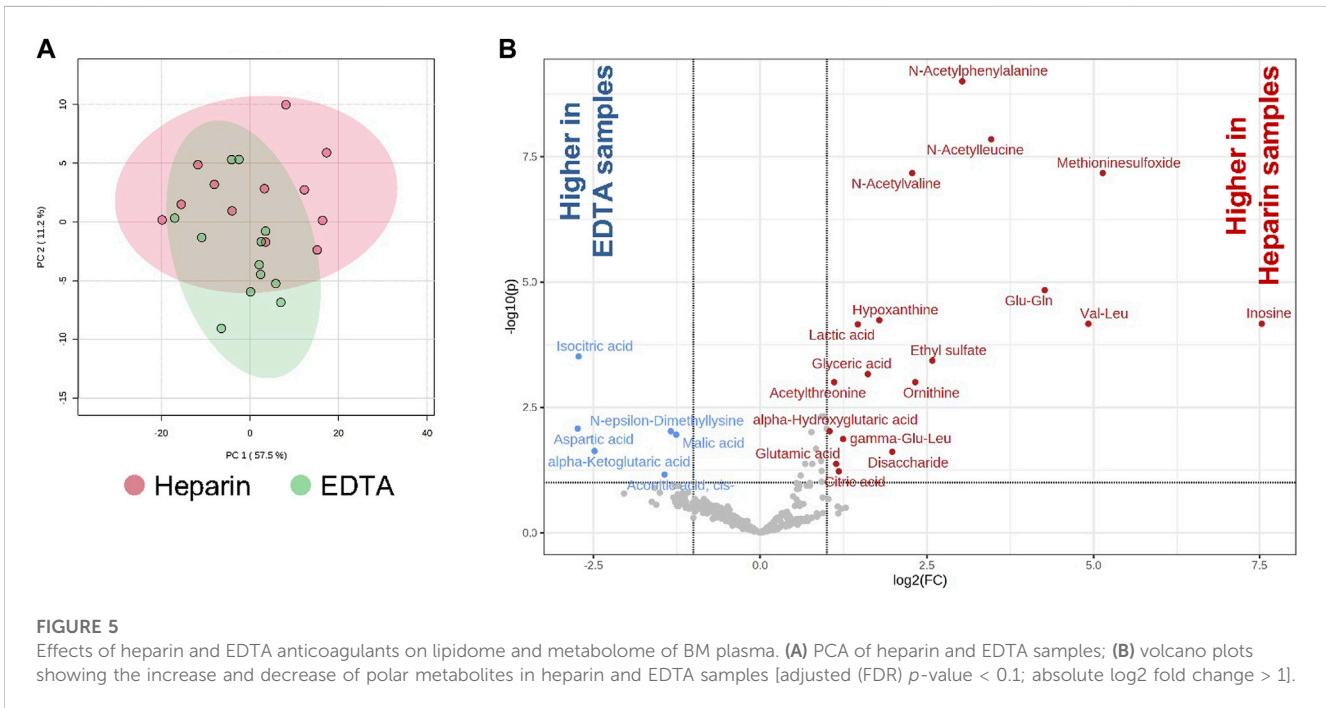 A
10
5
0
-5
-10
-15
PC 2 ( 11.2 %)
-20
0
20
40
PC 1 ( 57.5 %)
Heparin
EDTA
B
Higher in
EDTA samples
Higher in
Heparin samples
7.5
5.0
2.5
0.0
-log10(p)
N-Acetylphenylalanine
N-Acetylleucine
Methioninesulfoxide
N-Acetylvaline
Glu-Gln
Hypoxanthine
Val-Leu
Inosine
Lactic acid
Isocitric acid
Ethyl sulfate
Glyceric acid
Acetylthreonine
Ornithine
N-epsilon-Dimethyllysine
alpha-Hydroxyglutaric acid
Aspartic acid
Malic acid
gamma-Glu-Leu
Glutamic acid
alpha-Ketoglutaric acid
Disaccharide
Aconitic acid, cis-
Citric acid
-2.5
0.0
2.5
5.0
7.5
log2(FC)
FIGURE 5
Effects of heparin and EDTA anticoagulants on lipidome and metabolome of BM plasma. (A) PCA of heparin and EDTA samples; (B) volcano plots
showing the increase and decrease of polar metabolites in heparin and EDTA samples [adjusted (FDR) p-value < 0.1; absolute log2 fold change > 1].